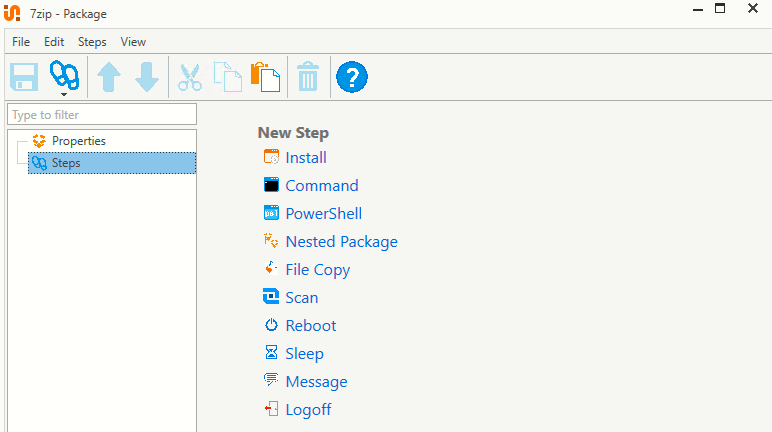 7zip - Package
File Edit Steps View
Type to filter
Properties
Steps
New Step
Install
Command
PowerShell
Nested Package
File Copy
Scan
Reboot
Sleep
Message
Logoff